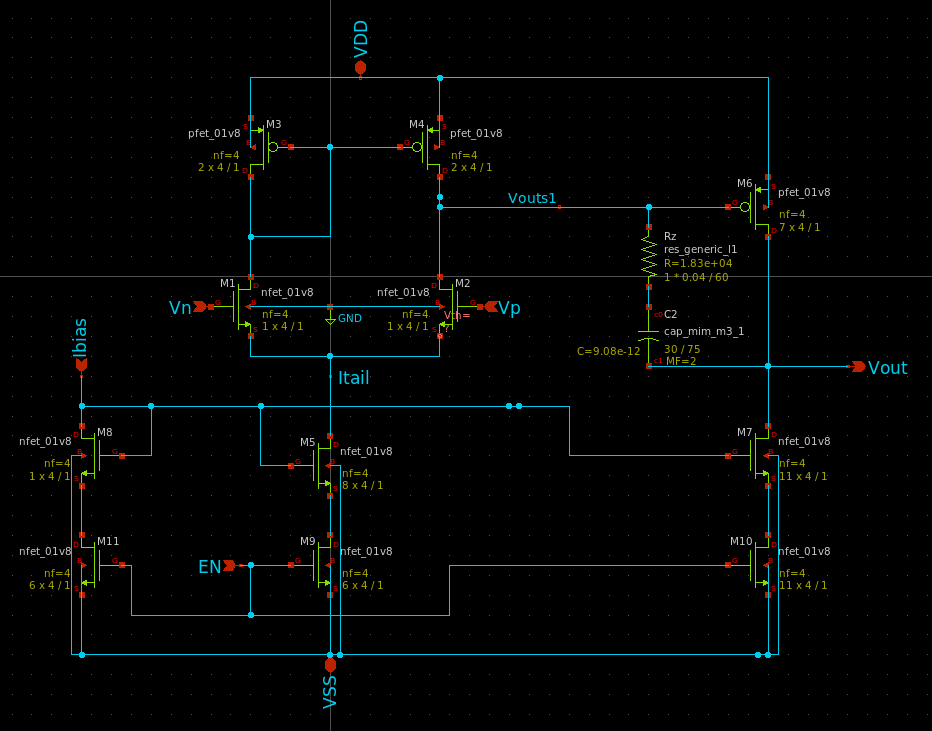 VDD
M3
pfet_01v8
nf=4
2 x 4 / 1
S
G
B
D
M4
pfet_01v8
nf=4
2 x 4 / 1
S
G
B
D
Vouts1
M6
pfet_01v8
nf=4
7 x 4 / 1
S
G
B
D
Rz
res_generic_l1
R=1.83e+04
1 * 0.04 / 60
M1
nfet_01v8
nf=4
1 x 4 / 1
D
G
B
S
Vn
GND
M2
nfet_01v8
nf=4
1 x 4 / 1
D
G
B
S
Vp
c0
C2
cap_mim_m3_1
C=9.08e-12
30 / 75
MF=2
c1
Vout
Ibias
Itail
M8
nfet_01v8
nf=4
1 x 4 / 1
D
G
B
S
M5
nfet_01v8
nf=4
8 x 4 / 1
D
G
B
S
M7
nfet_01v8
nf=4
11 x 4 / 1
D
G
B
S
M11
nfet_01v8
nf=4
6 x 4 / 1
D
G
B
S
EN
M9
nfet_01v8
nf=4
6 x 4 / 1
D
G
B
S
M10
nfet_01v8
nf=4
11 x 4 / 1
D
G
B
S
VSS